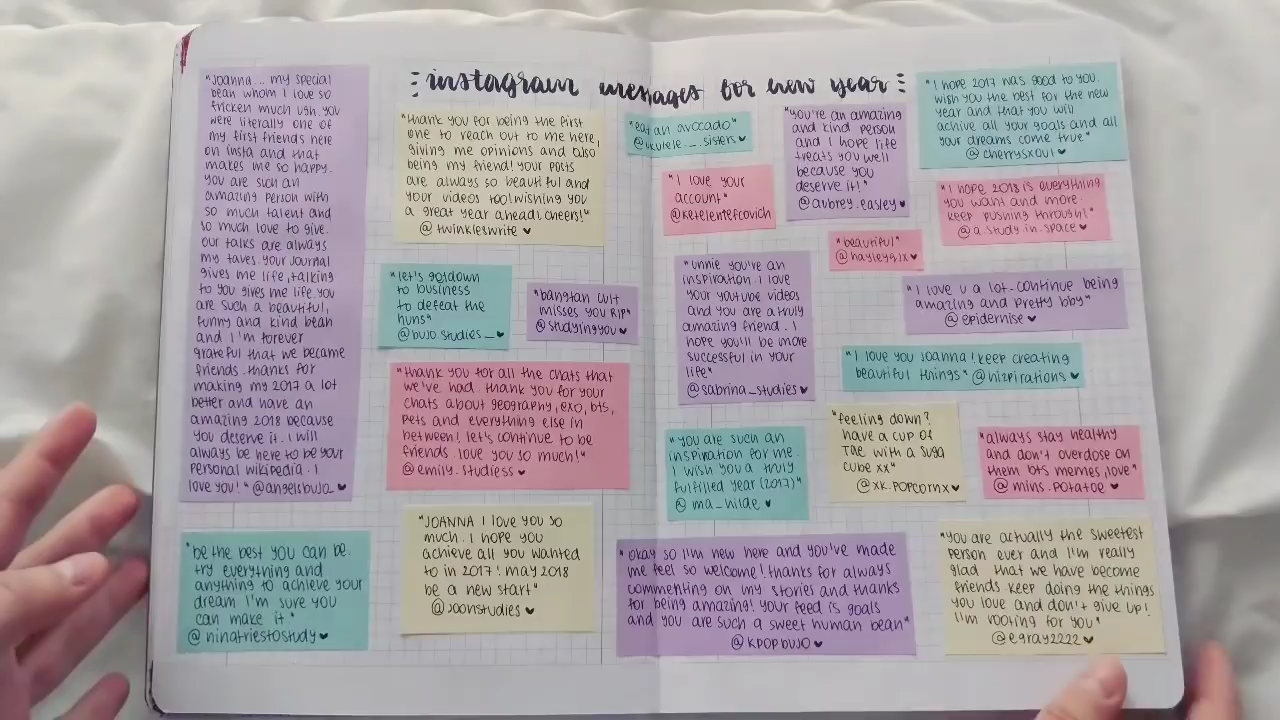 instagram messages for new year
"Joanna... my special
bean whom I love so
fricken much ugh. you
were literally one of
my first friends here
on insta and that
makes me so happy.
you are such an
amazing person with
so much talent and
so much love to give.
our talks are always
my faves your journal
gives me life, talking
to you gives me life. you
are such a beautiful,
funny and kind bean
and i'm forever
grateful that we became
friends. thanks for
making my 2017 a lot
better and have an
amazing 2018 because
you deserve it. I will
always be here to be your
personal wikipedia. I
love you!" @angelsbujo_
"be the best you can be.
try everything and
anything to achieve your
dream I'm sure you
can make it"
@ninatriestostudy
"thank you for being the first
one to reach out to me here,
giving me opinions and also
being my friend! your posts
are always so beautiful and
your videos too! wishing you
a great year ahead! cheers!"
@twinkleswrite
"let's go down
to business
to defeat the
huns"
@bujo.studies_
"bangtan cult
misses you RIP"
@studyingyou
"thank you for all the chats that
we've had. thank you for your
chats about geography, exo, bts,
pets and everything else in
between! let's continue to be
friends. love you so much!"
@emily.studiess
"JOANNA I love you so
much. I hope you
achieve all you wanted
to in 2017! may 2018
be a new start"
@joonstudies
"eat an avocado"
@ukulele._.sisters
"I love your
account"
@ketelentefcovich
"you're an amazing
and kind person
and I hope life
treats you well
because you
deserve it!"
@aubrey.easley
"I hope 2017 was good to you.
wish you the best for the new
year and that you will
achive all your goals and all
your dreams come true"
@cherrysxoul
"I hope 2018 is everything
you want and more.
keep pushing through!"
@a.study.in.space
"beautiful"
@hayleygjx
"unnie you're an
inspiration I love
your youtube videos
and you are a truly
amazing friend. I
hope you'll be more
successful in your
life"
@sabrina_studies
"I love u a lot. continue being
amazing and pretty bby"
@epidernise
"I love you Joanna! keep creating
beautiful things" @nizpirations
"you are such an
inspiration for me.
I wish you a truly
fulfilled year (2017)"
@ma_hilde
"feeling down?
have a cup of
TAE with a suga
cube xx"
@xx.popcornx
"always stay healthy
and don't overdose on
them bts memes, love"
@mins.potatoe
"okay so I'm new here and you've made
me feel so welcome! thanks for always
commenting on my stories and thanks
for being amazing! your feed is goals
and you are such a sweet human bean"
@kpopbujo
"you are actually the sweetest
person ever and I'm really
glad that we have become
friends keep doing the things
you love and don't give up!
I'm rooting for you"
@egray2222